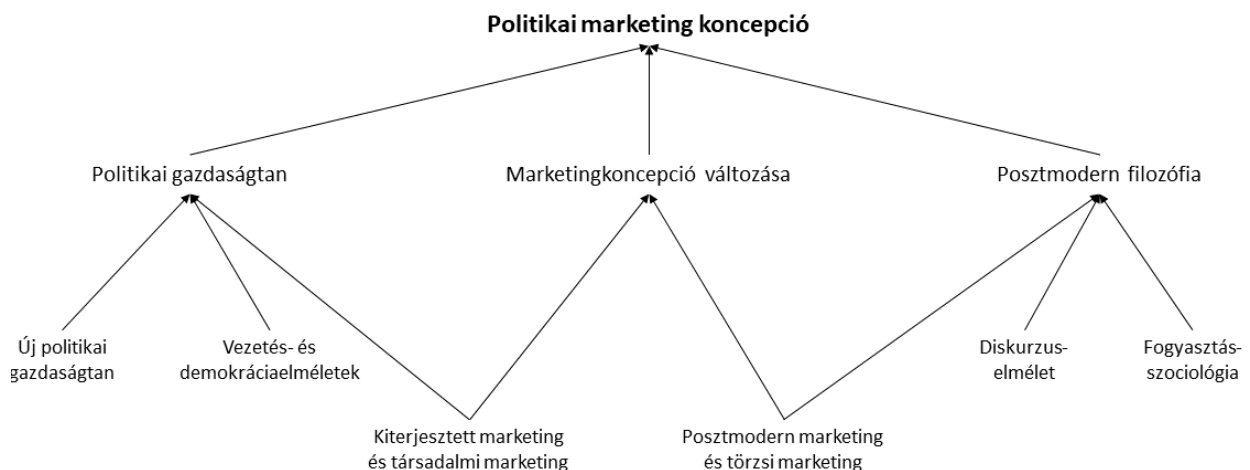 Politikai marketing koncepció
Politikai gazdaságtan
Marketingkoncepció változása
Posztmodern filozófia
Új politikai
gazdaságtan
Vezetés- és
demokráciaelméletek
Diskurzus-
elmélet
Fogyasztás-
szociológia
Kiterjesztett marketing
és társadalmi marketing
Posztmodern marketing
és törzsi marketing